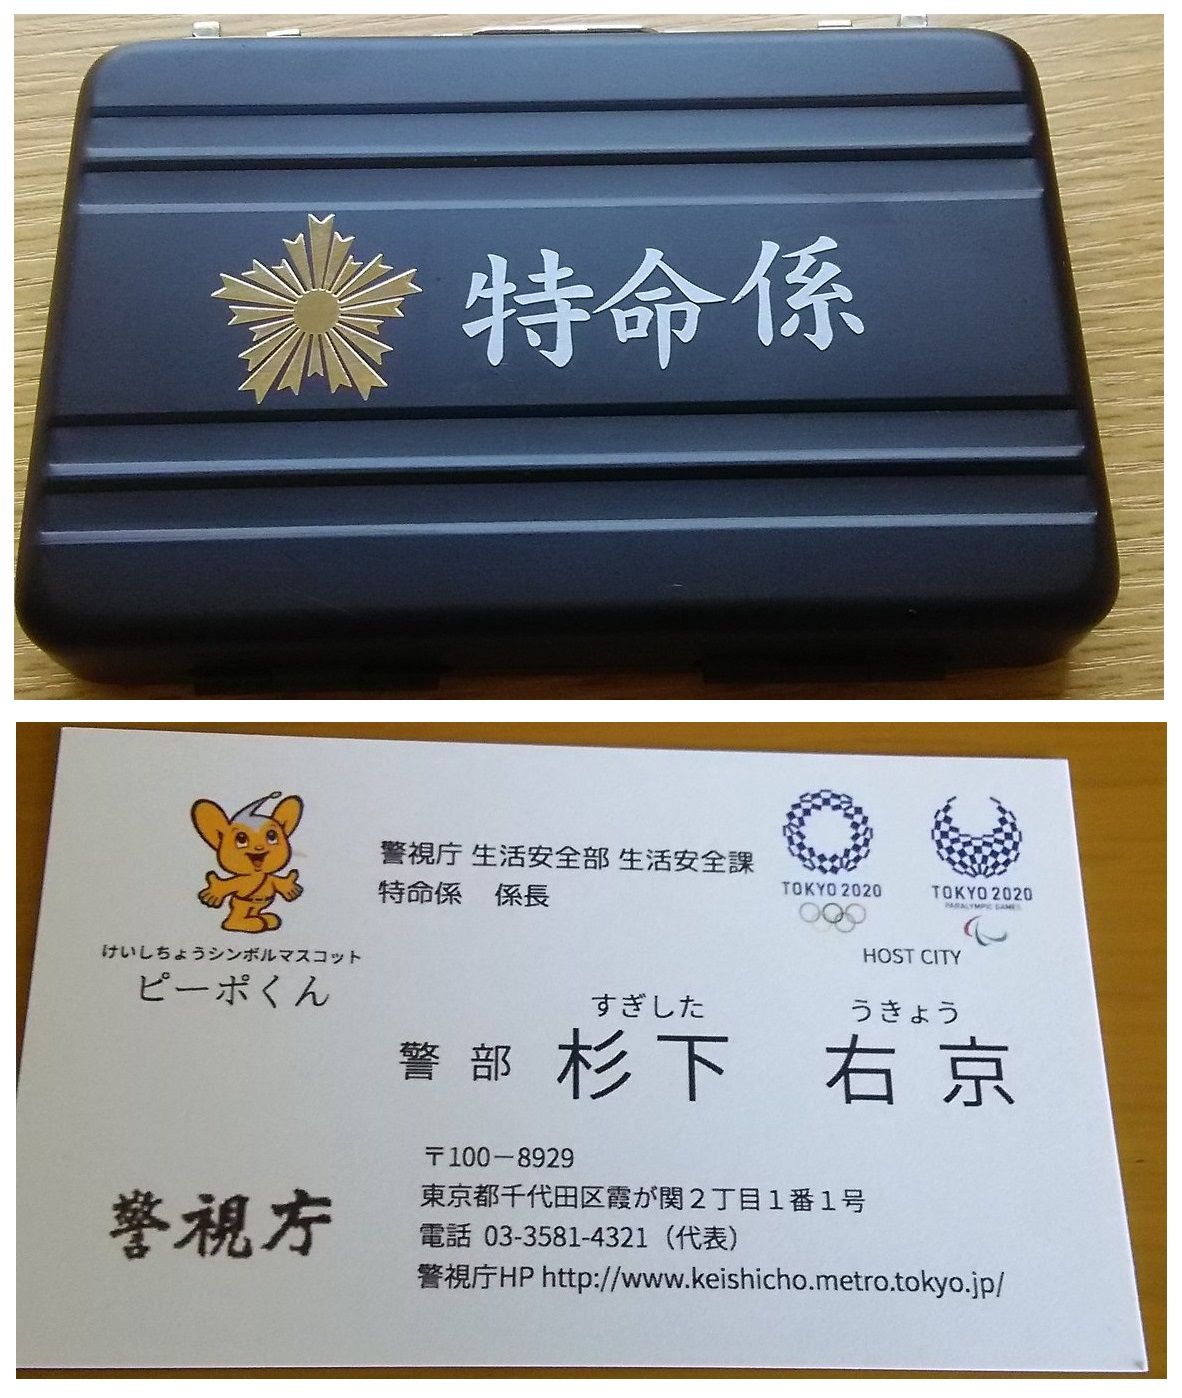 特命係
けいしちょうシンボルマスコット
ピーポくん
警視庁 生活安全部 生活安全課
特命係 係長
TOKYO 2020
TOKYO 2020
PARALYMPIC GAMES
HOST CITY
すぎした うきょう
警部 杉下 右京
警視庁
〒100－8929
東京都千代田区霞が関２丁目１番１号
電話 03-3581-4321（代表）
警視庁HP http://www.keishicho.metro.tokyo.jp/